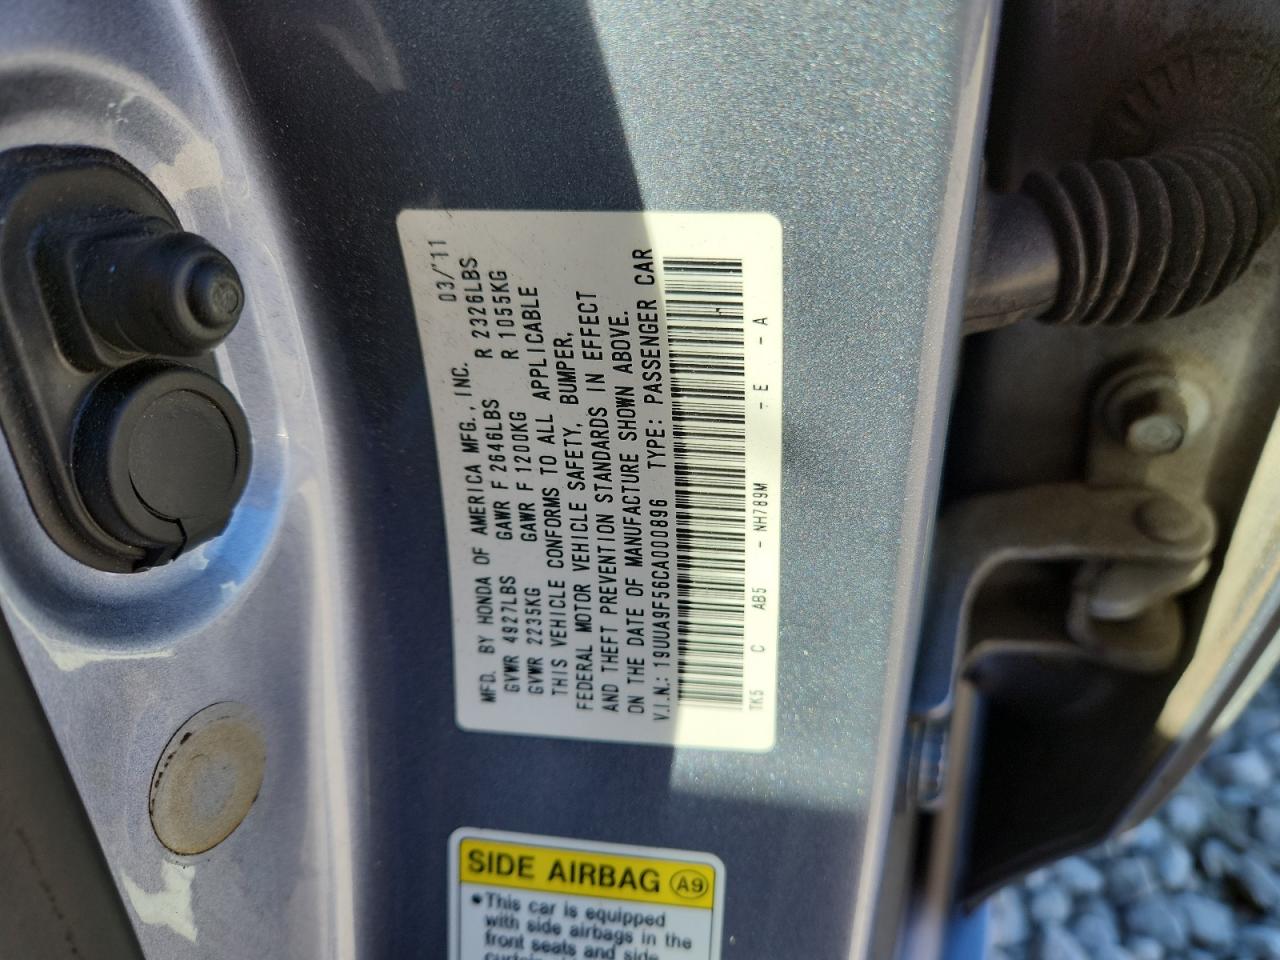 MFD. BY HONDA OF AMERICA MFG., INC. 03/'11
GVWR 4927LBS GAWR F 2646LBS R 2326LBS
GVWR 2235KG GAWR F 1200KG R 1055KG
THIS VEHICLE CONFORMS TO ALL APPLICABLE
FEDERAL MOTOR VEHICLE SAFETY, BUMPER,
AND THEFT PREVENTION STANDARDS IN EFFECT
ON THE DATE OF MANUFACTURE SHOWN ABOVE.
V.I.N.: 19UUA9F56CA000896 TYPE: PASSENGER CAR
TK5 C AB5 - NH789M - E - A
SIDE AIRBAG A9
• This car is equipped
with side airbags in the
front seats and side